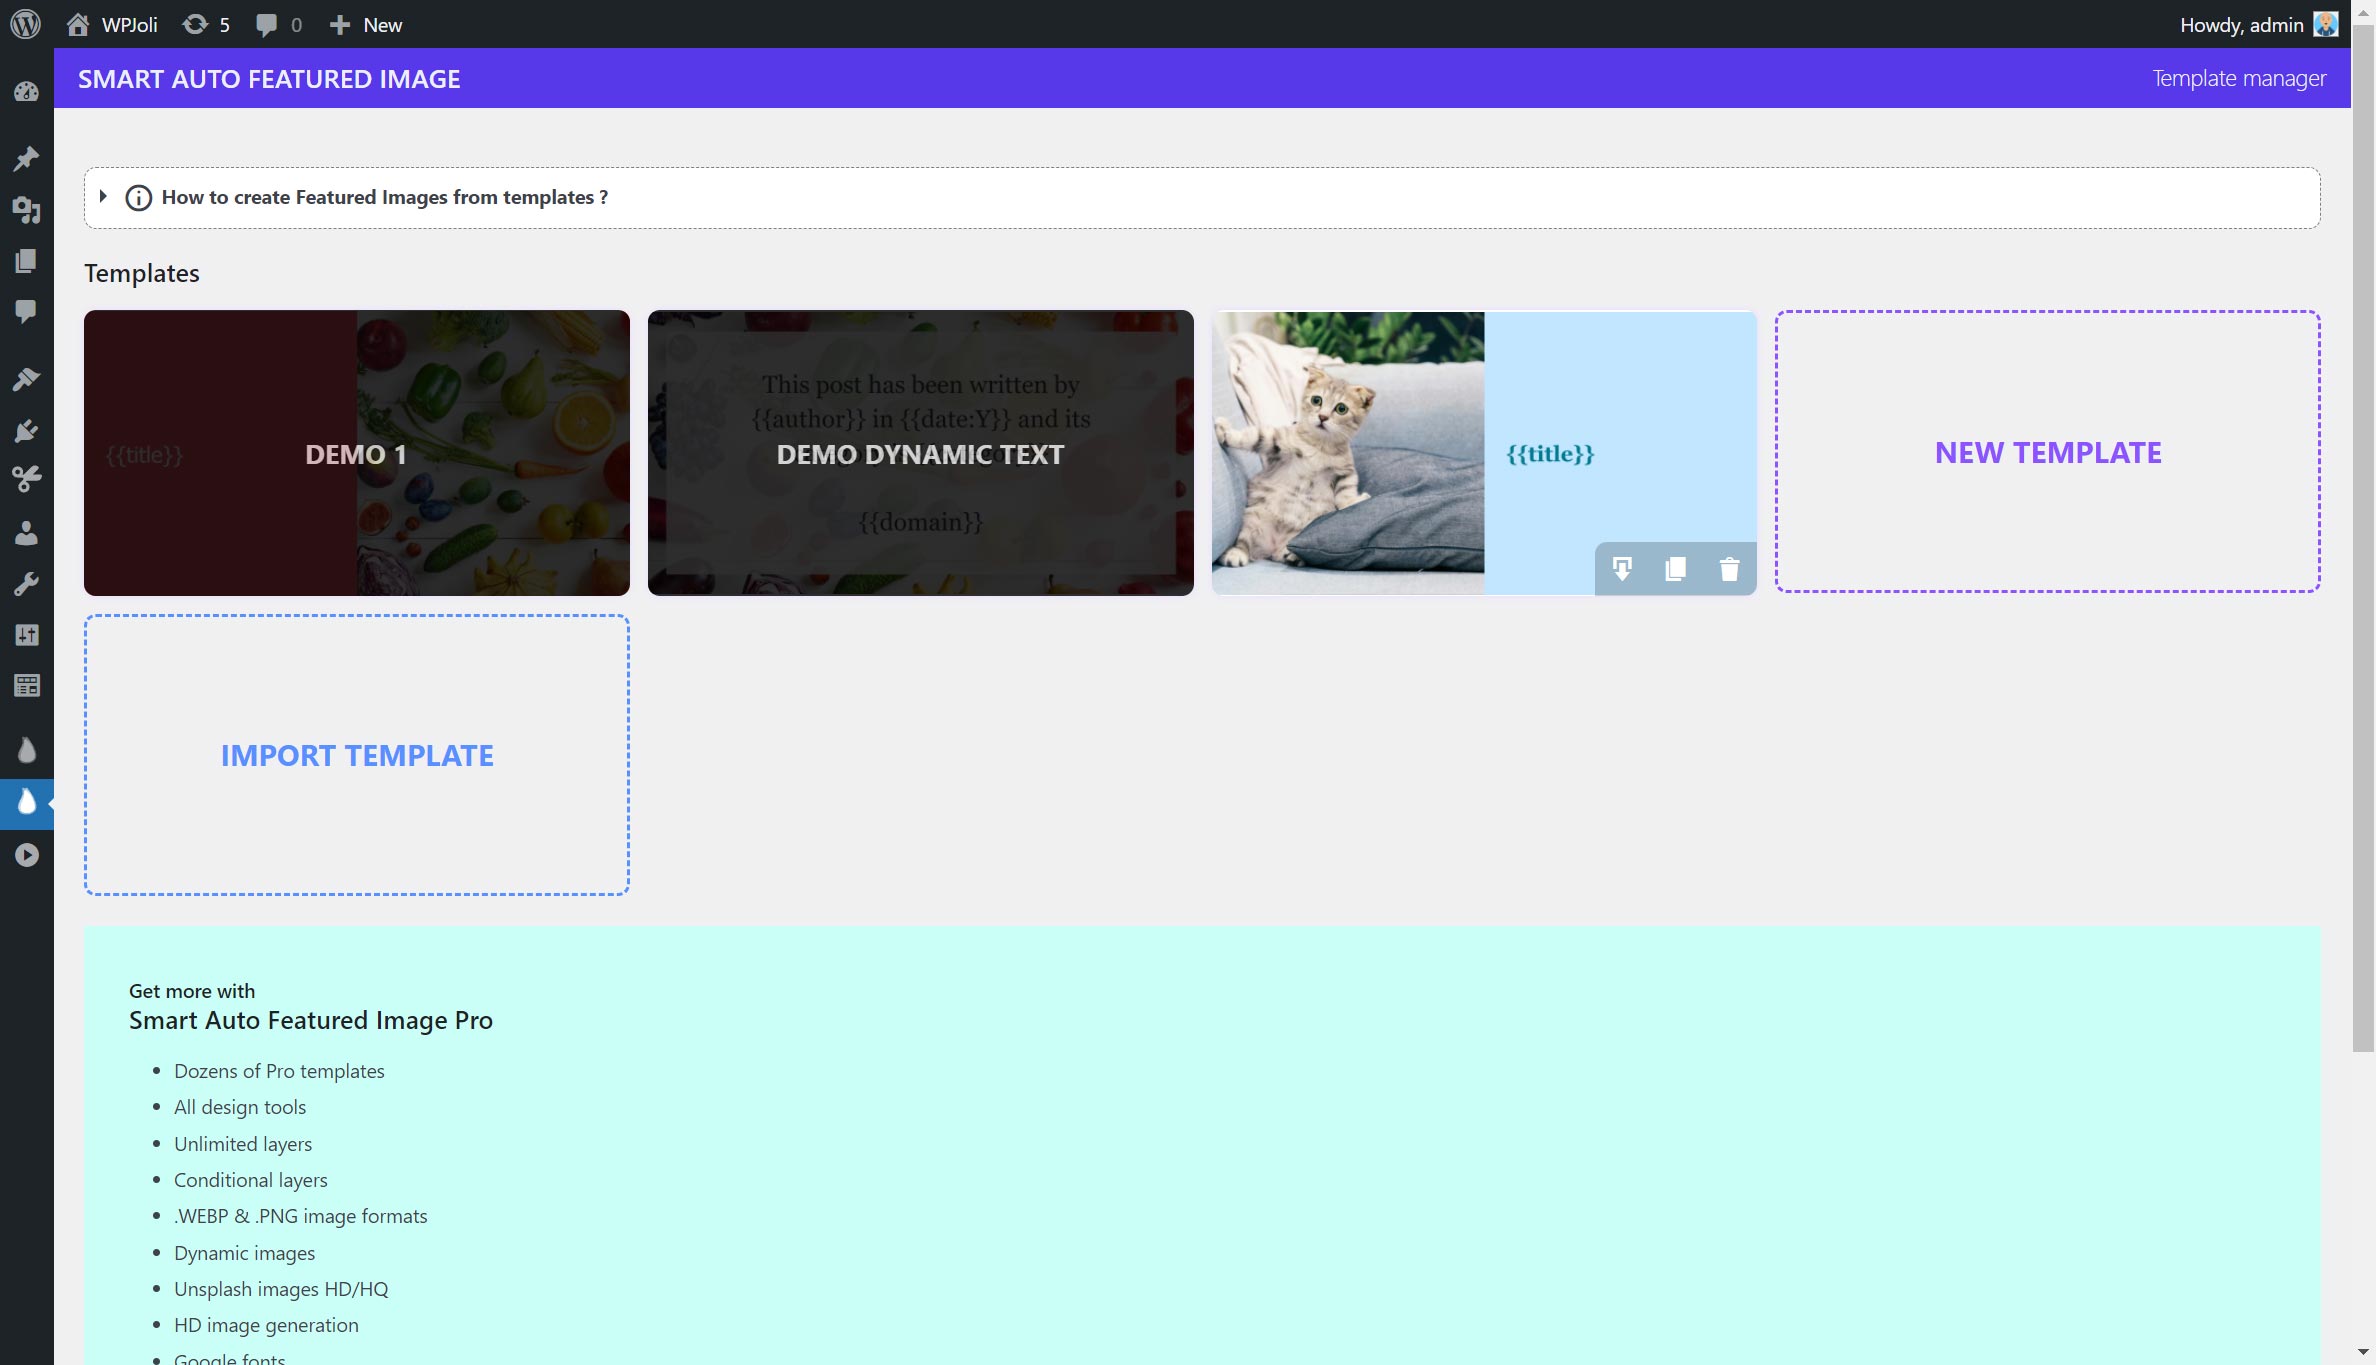 WPJoli 5 0 New Howdy, admin
SMART AUTO FEATURED IMAGE Template manager
How to create Featured Images from templates ?
Templates
{{title}}
DEMO 1
This post has been written by
{{author}} in {{date:Y}} and its
DEMO DYNAMIC TEXT
{{domain}}
{{title}}
NEW TEMPLATE
IMPORT TEMPLATE
Get more with
Smart Auto Featured Image Pro
• Dozens of Pro templates
• All design tools
• Unlimited layers
• Conditional layers
• .WEBP & .PNG image formats
• Dynamic images
• Unsplash images HD/HQ
• HD image generation
• Google fonts